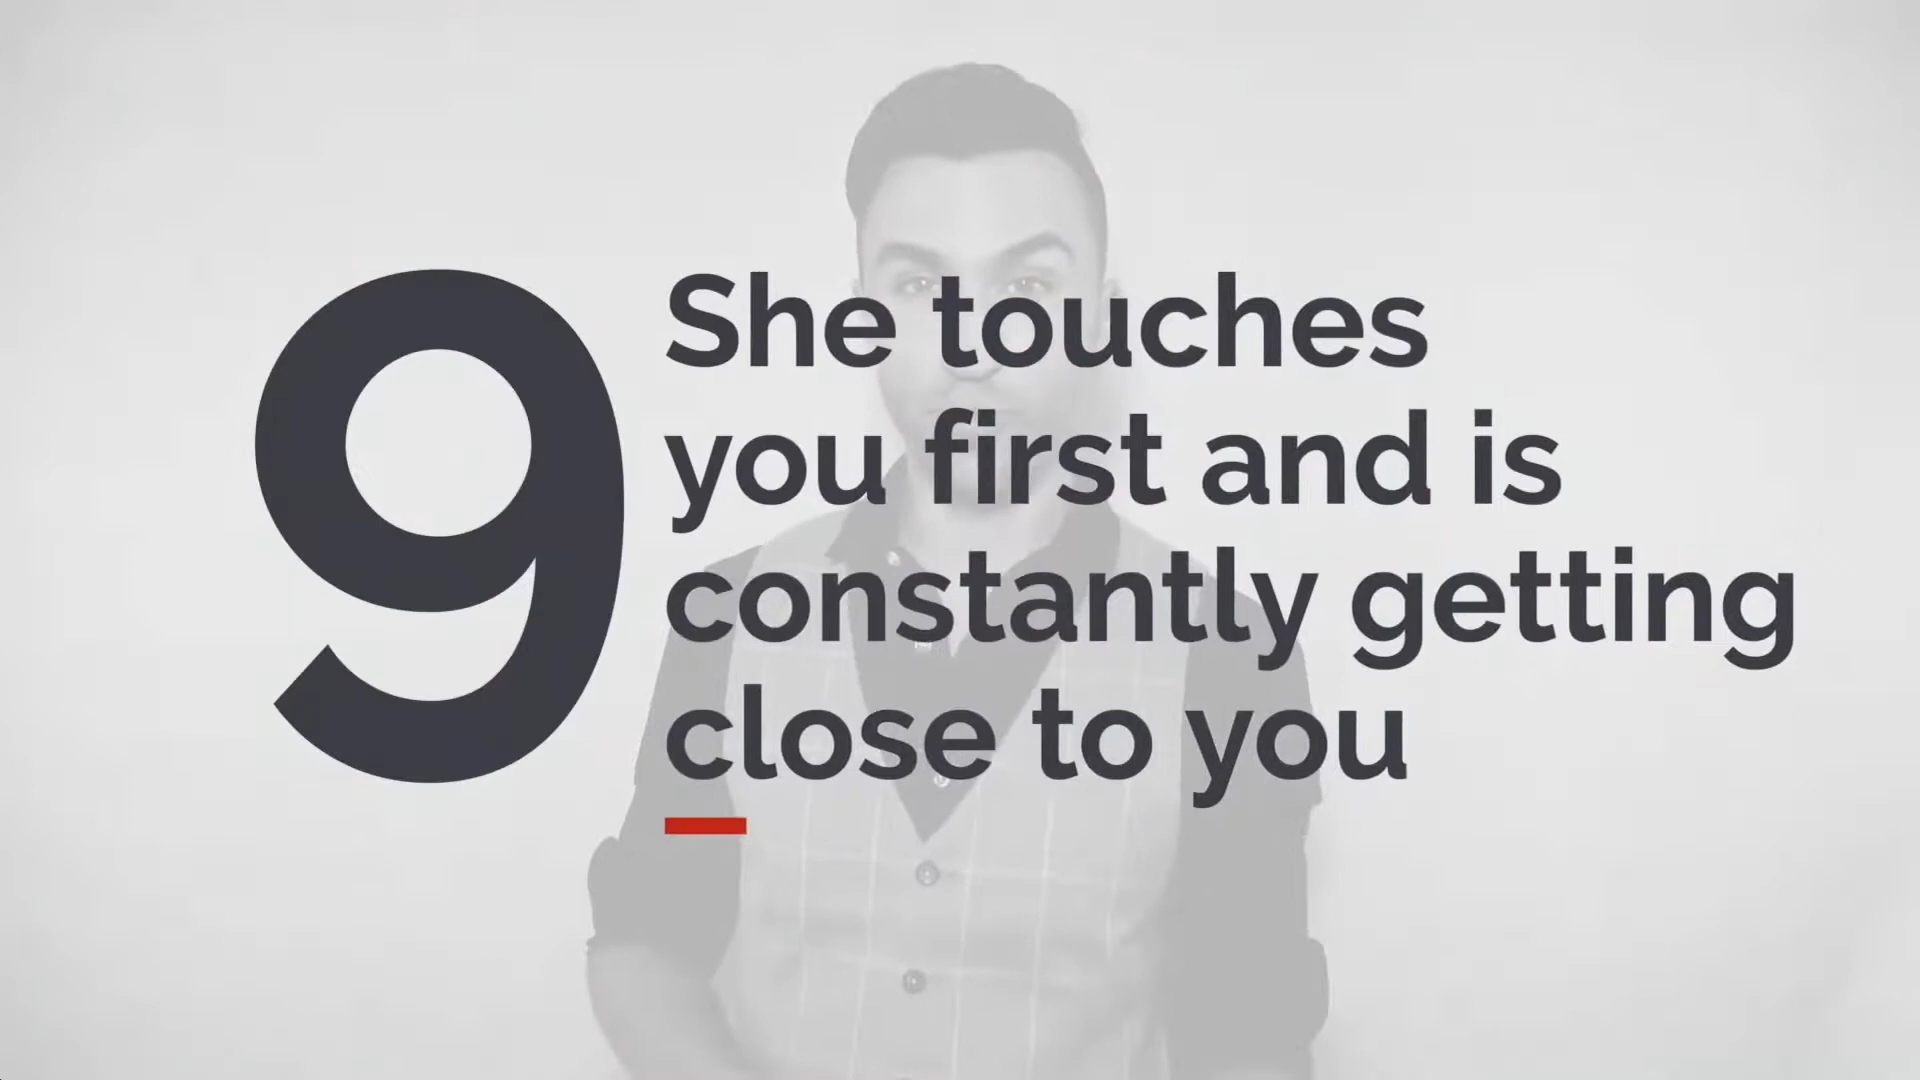 9
She touches
you first and is
constantly getting
close to you